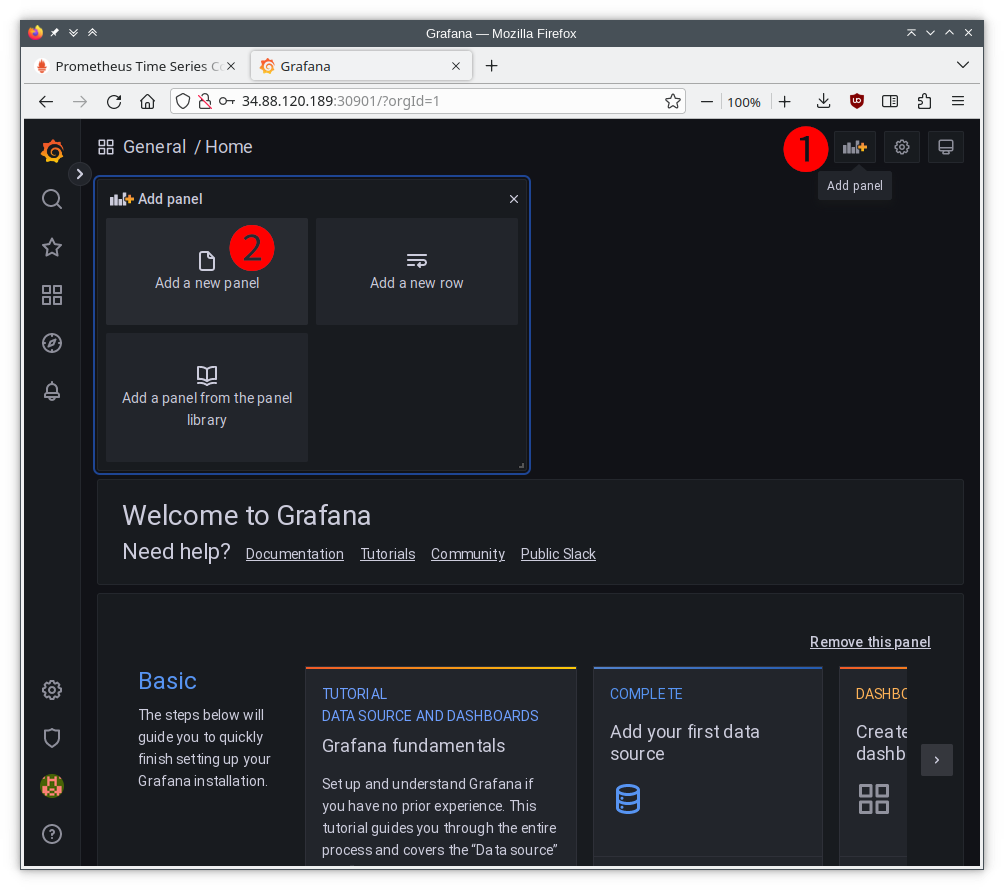 Grafana — Mozilla Firefox
Prometheus Time Series C
Grafana
34.88.120.189:30901/?orgId=1
100%
General / Home
1
Add panel
Add panel
2
Add a new panel
Add a new row
Add a panel from the panel
library
Welcome to Grafana
Need help? Documentation Tutorials Community Public Slack
Remove this panel
Basic
The steps below will
guide you to quickly
finish setting up your
Grafana installation.
TUTORIAL
DATA SOURCE AND DASHBOARDS
Grafana fundamentals
Set up and understand Grafana if
you have no prior experience. This
tutorial guides you through the entire
process and covers the “Data source”
COMPLETE
Add your first data
source
DASHBO
Create
dashb